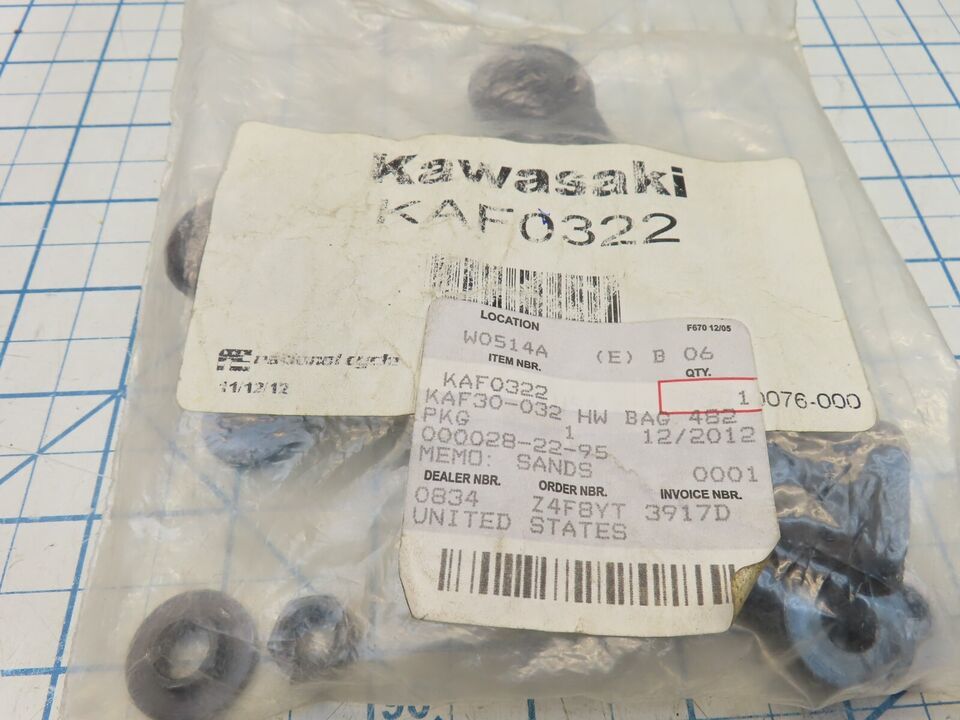 Kawasaki
KAF0322
national cycle
11/12/12
0076-000
LOCATION
F670 12/05
W0514A (E) B 06
ITEM NBR. QTY.
KAF0322 1
KAF30-032 HW BAG 482
PKG 1 12/2012
000028-22-95
MEMO: SANDS 0001
DEALER NBR. ORDER NBR. INVOICE NBR.
0834 Z4F8YT 3917D
UNITED STATES